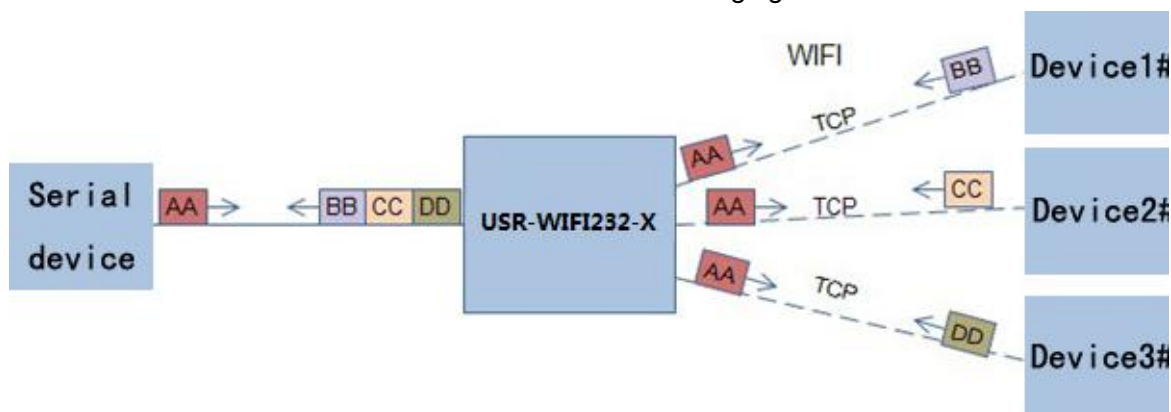 WIFI
BB
Device1#
TCP
AA
Serial
device
AA
BB CC DD
USR-WIFI232-X
AA
TCP
CC
Device2#
AA
TCP
DD
Device3#